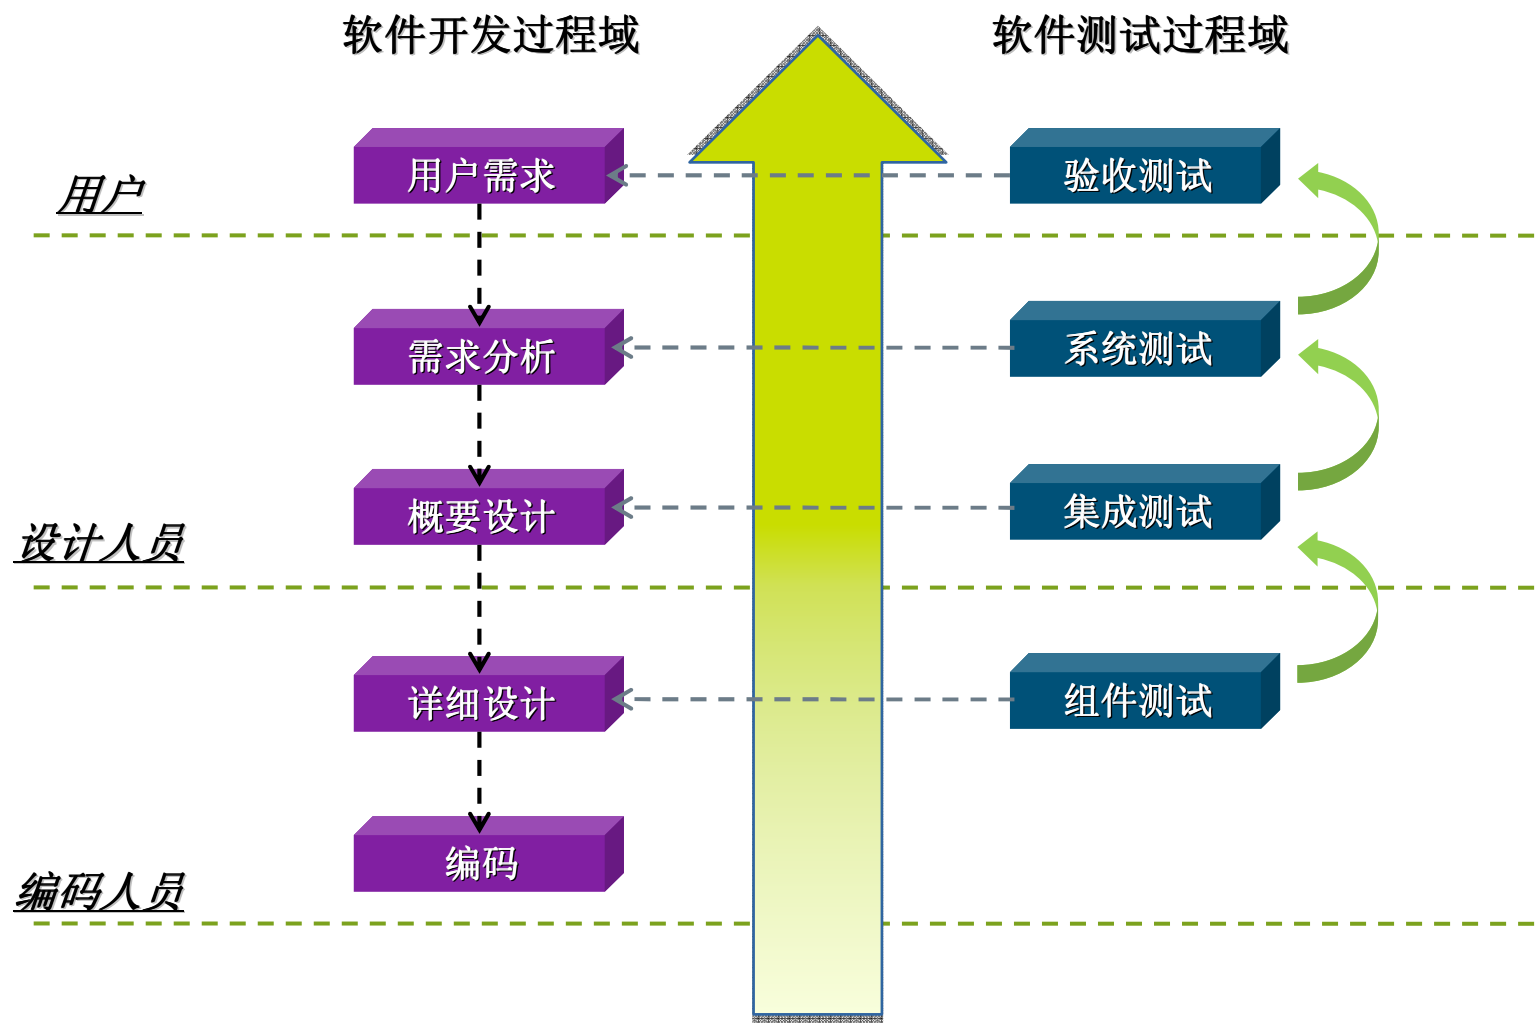 软件开发过程域
软件测试过程域
用户
用户需求
验收测试
需求分析
系统测试
概要设计
集成测试
设计人员
详细设计
组件测试
编码
编码人员